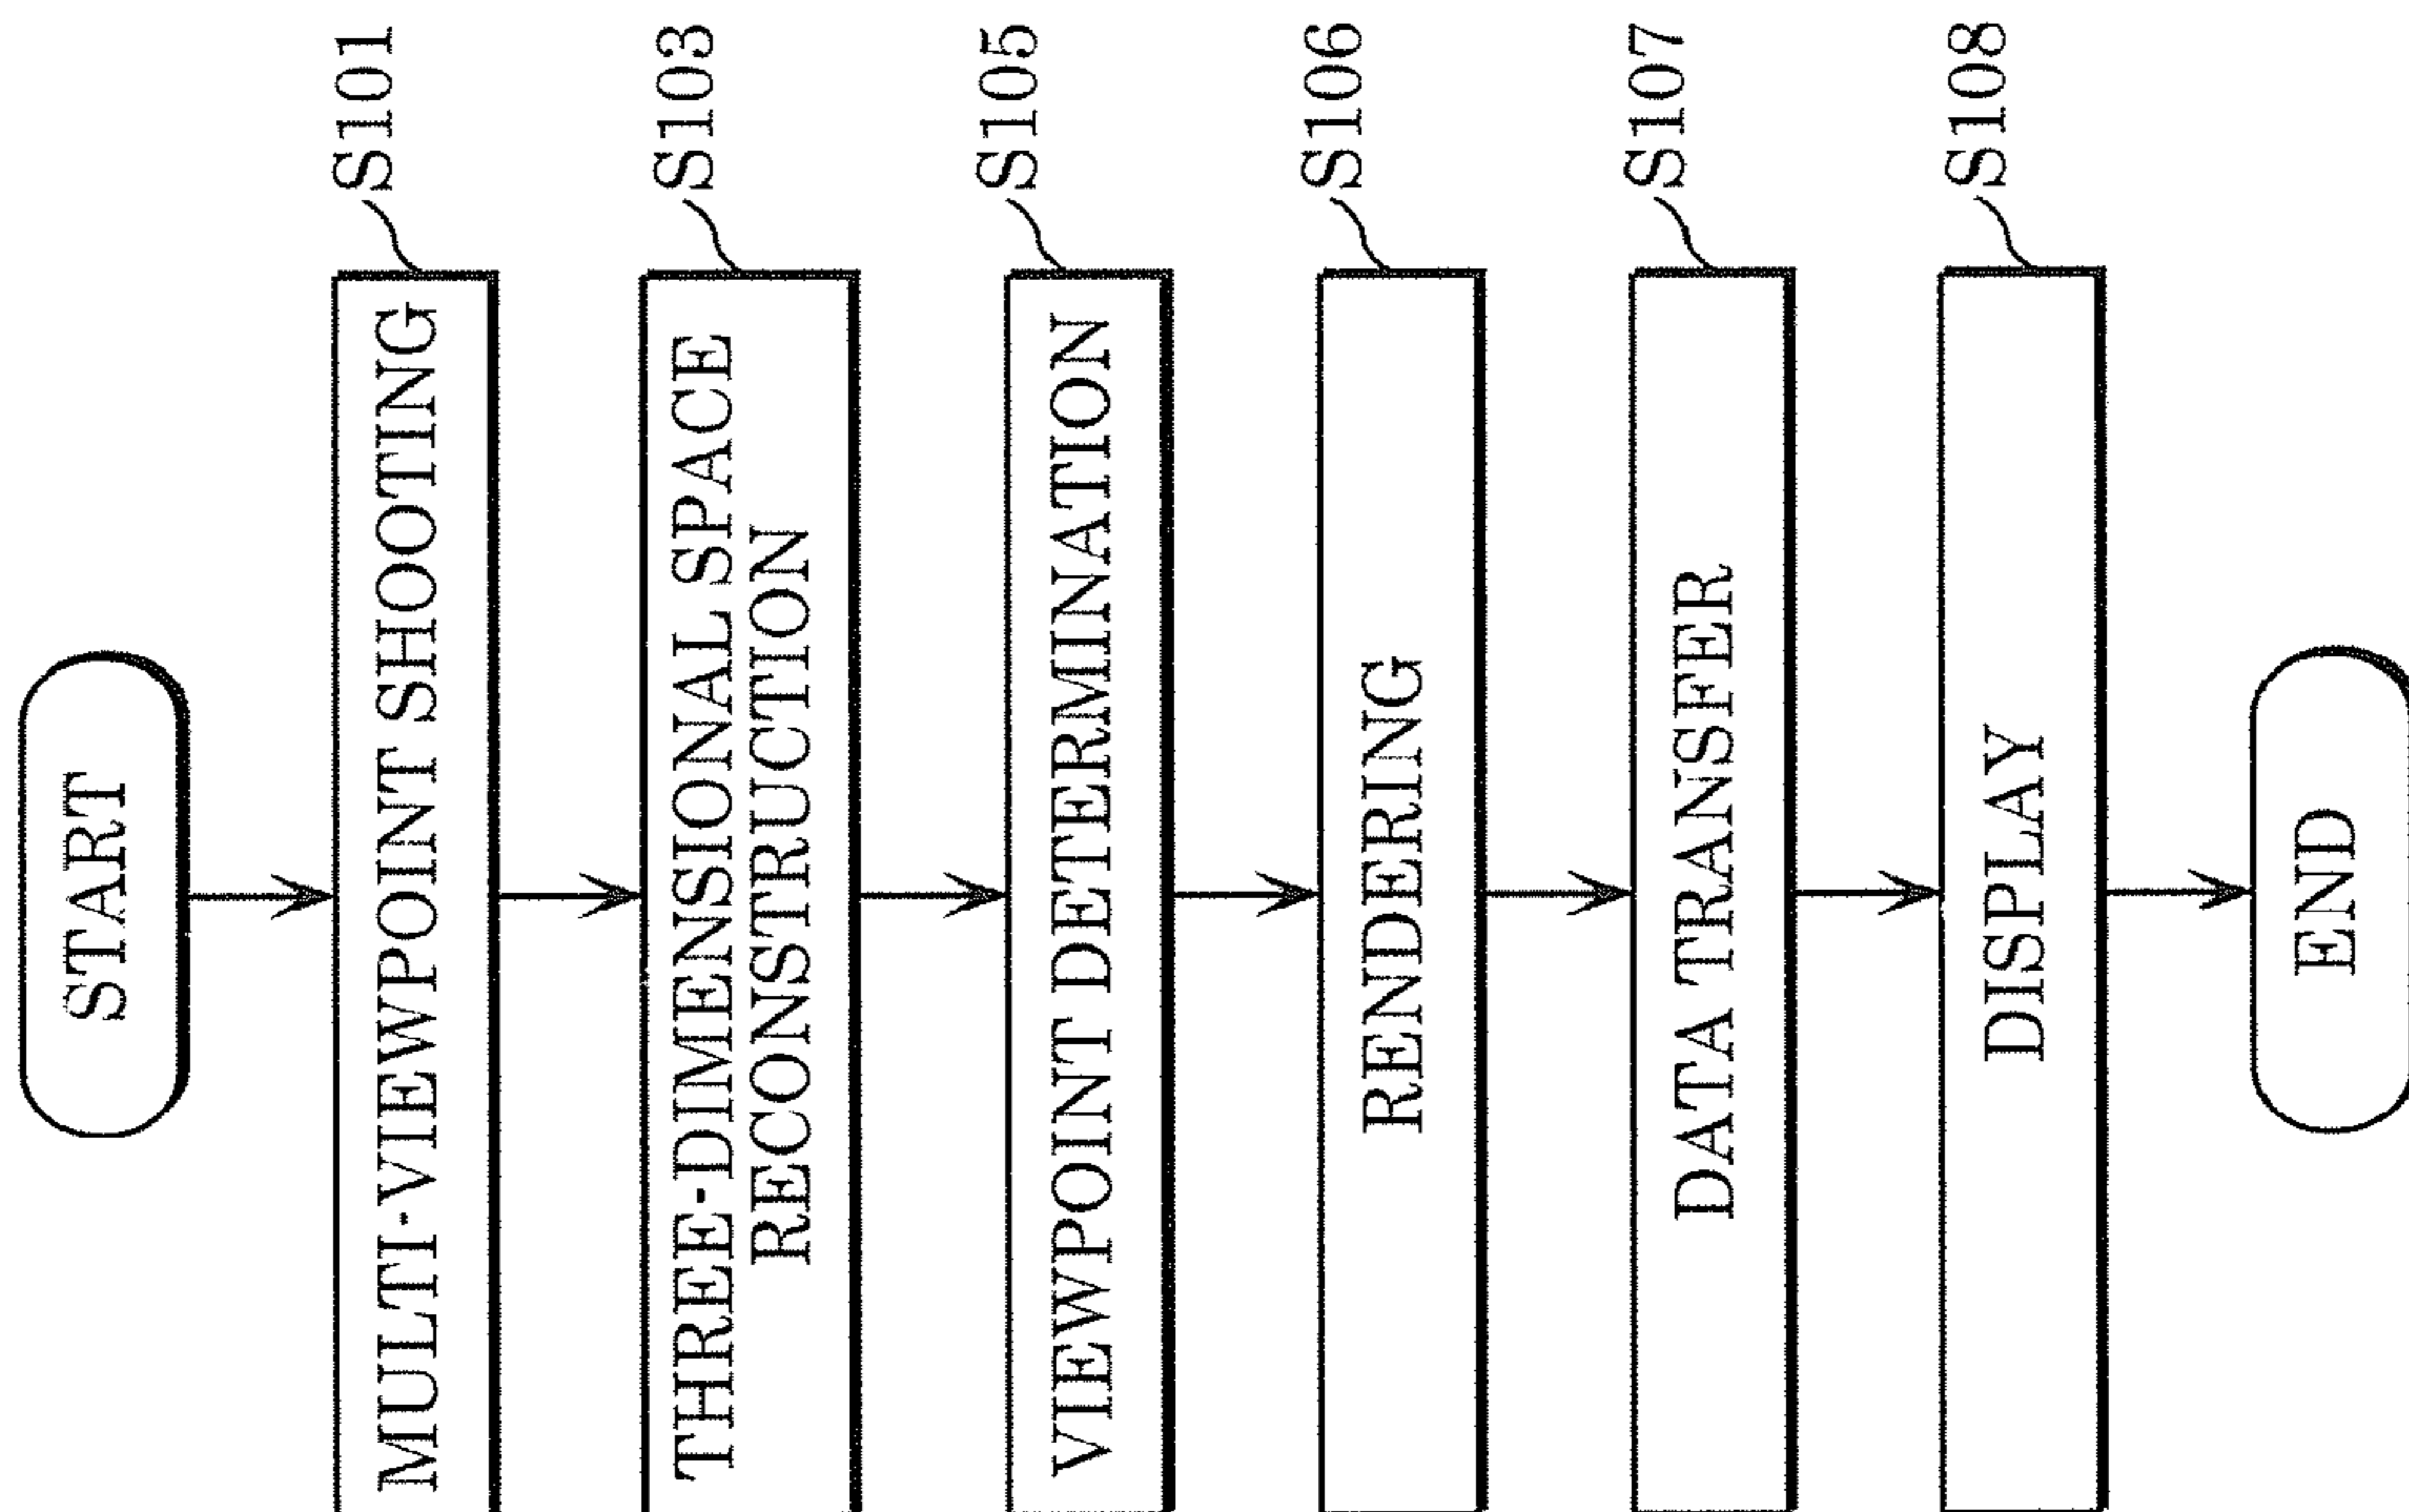 START
MULTI-VIEWPOINT SHOOTING
S101
THREE-DIMENSIONAL SPACE
RECONSTRUCTION
S103
VIEWPOINT DETERMINATION
S105
RENDERING
S106
DATA TRANSFER
S107
DISPLAY
S108
END